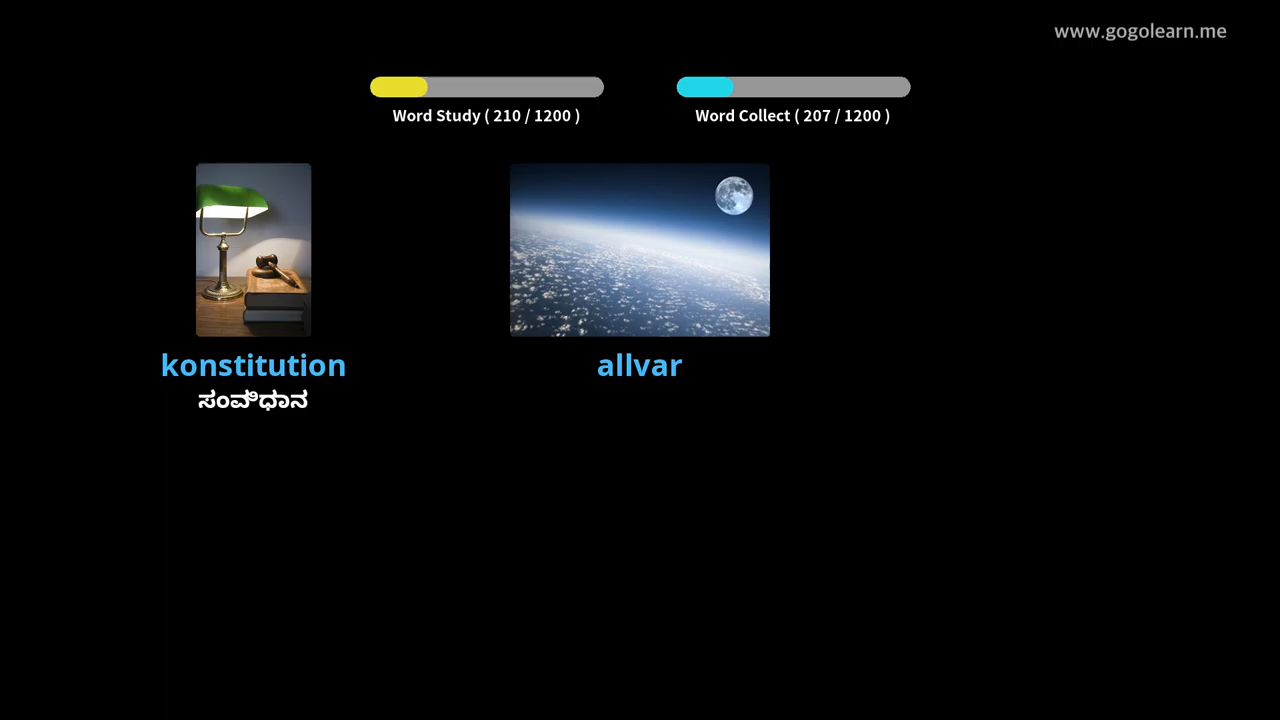 www.gogolearn.me
Word Study ( 210 / 1200 )
Word Collect ( 207 / 1200 )
konstitution
allvar
ಸಂವಿಧಾನ